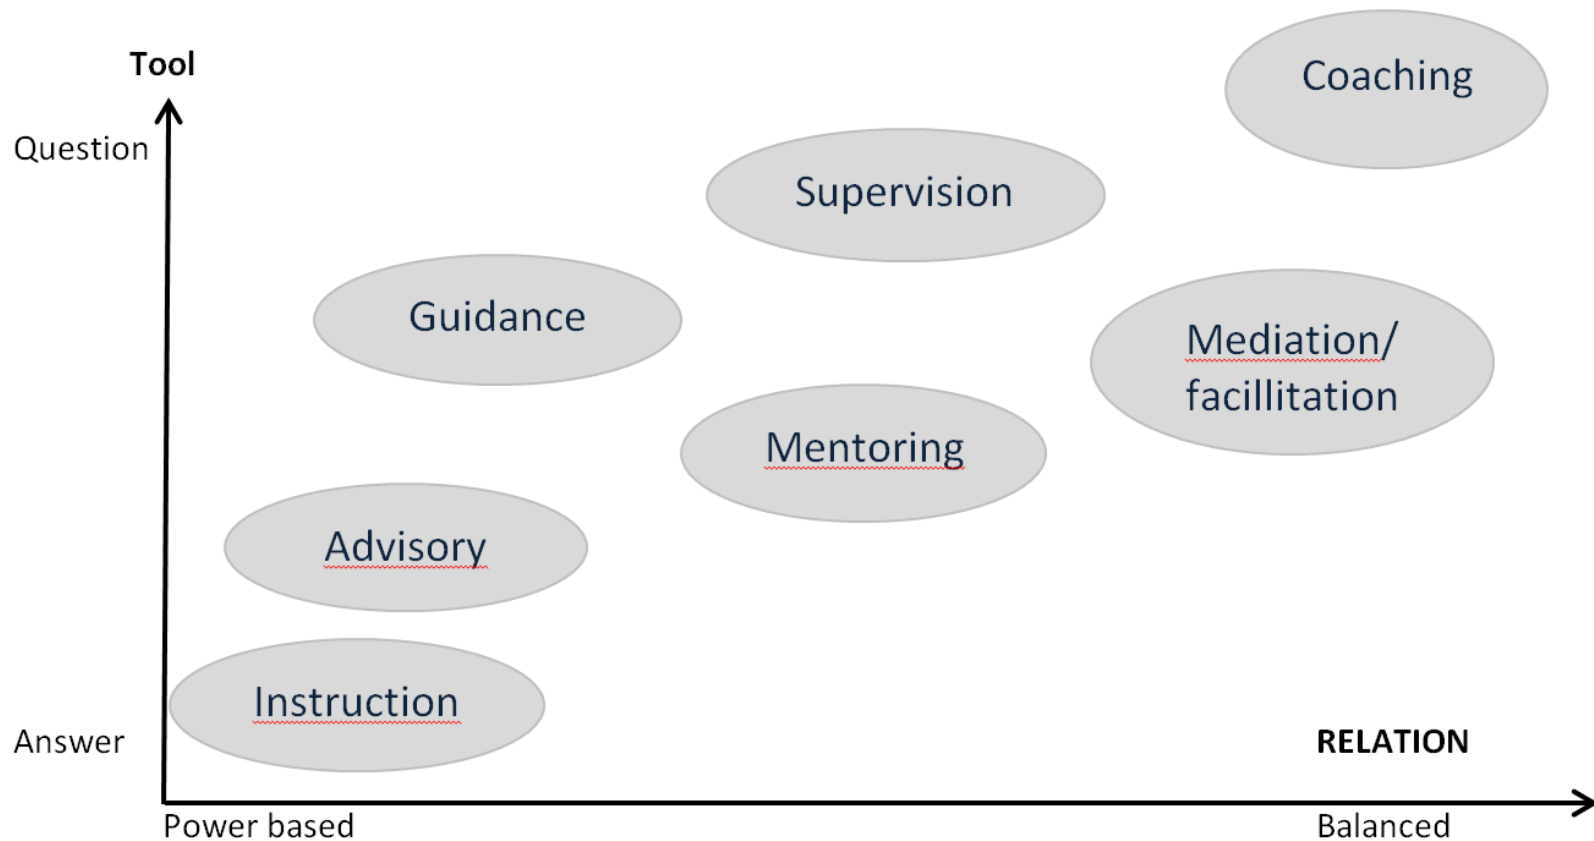 Tool
Coaching
Question
Supervision
Guidance
Mediation/
facillitation
Mentoring
Advisory
Instruction
Answer
RELATION
Power based
Balanced